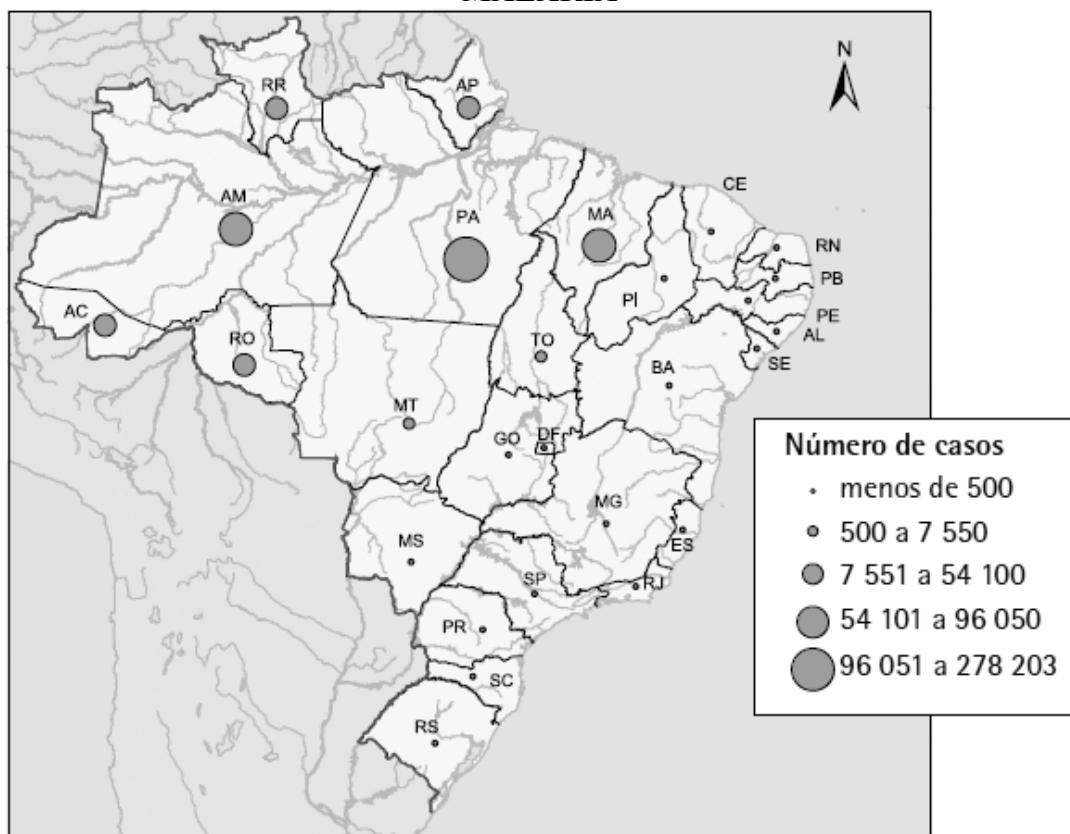 MALÁRIA
N
RR
AP
AM
PA
MA
CE
RN
PB
PI
PE
AL
SE
AC
RO
TO
BA
MT
GO
DF
MG
ES
MS
SP
RJ
PR
SC
RS
Número de casos
menos de 500
500 a 7 550
7 551 a 54 100
54 101 a 96 050
96 051 a 278 203